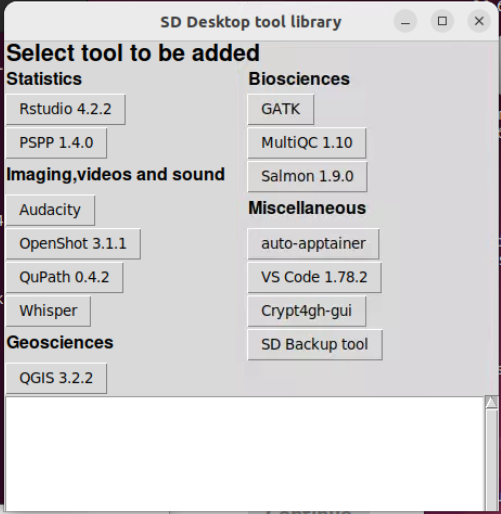 SD Desktop tool library
Select tool to be added
Statistics
Rstudio 4.2.2
PSPP 1.4.0
Imaging,videos and sound
Audacity
OpenShot 3.1.1
QuPath 0.4.2
Whisper
Geosciences
QGIS 3.2.2
Biosciences
GATK
MultiQC 1.10
Salmon 1.9.0
Miscellaneous
auto-apptainer
VS Code 1.78.2
Crypt4gh-gui
SD Backup tool